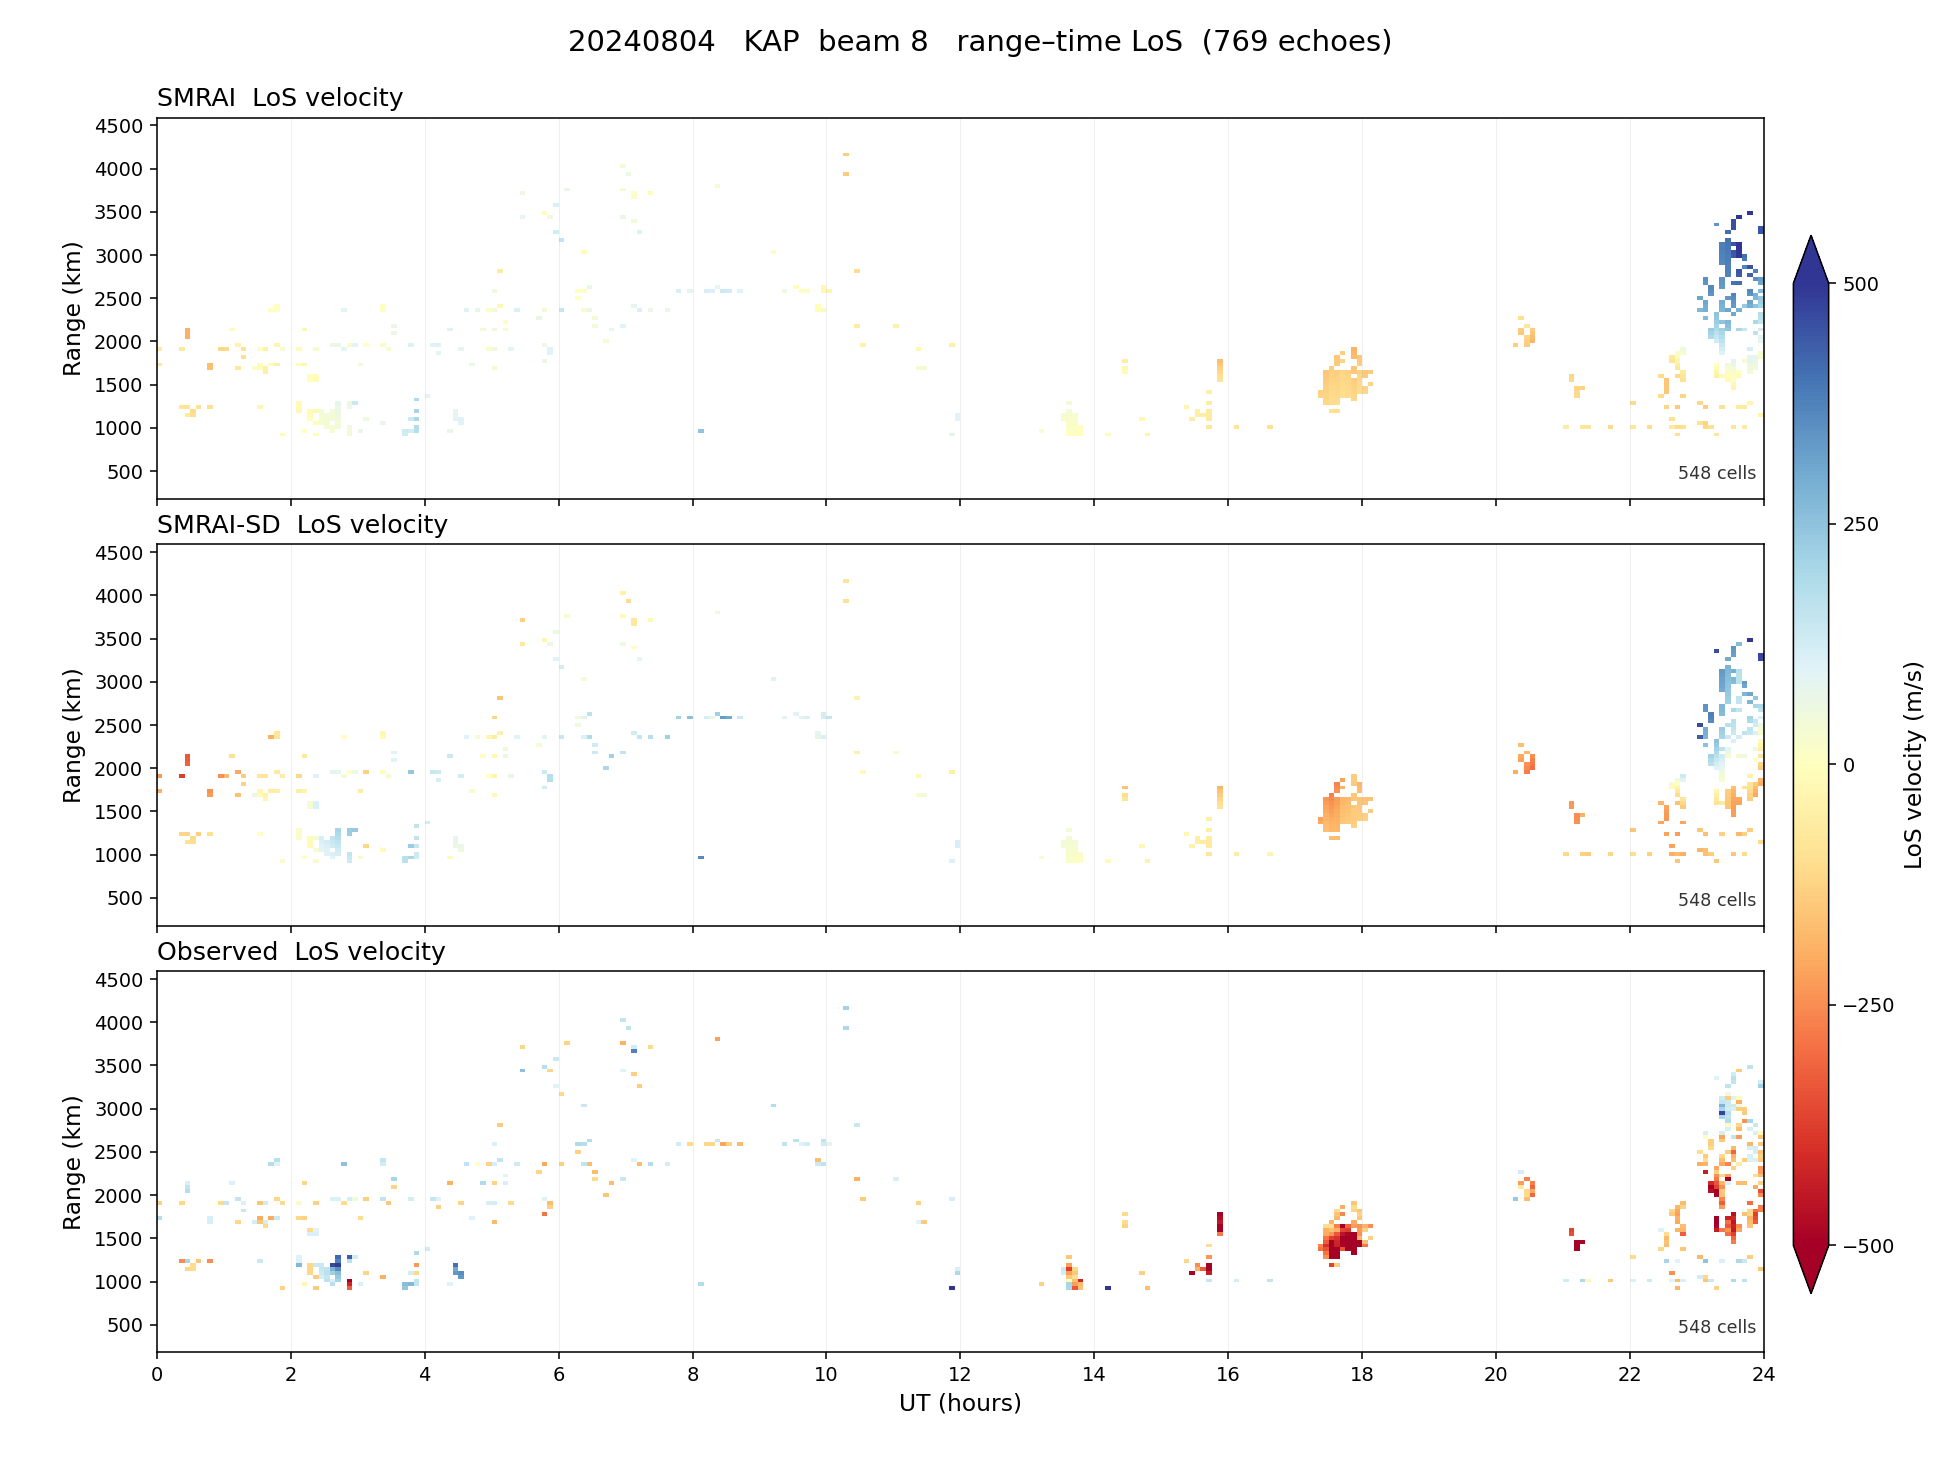 20240804   KAP  beam 8   range–time LoS  (769 echoes)
SMRAI  LoS velocity
4500
4000
3500
3000
2500
2000
1500
1000
500
Range (km)
548 cells
SMRAI-SD  LoS velocity
4500
4000
3500
3000
2500
2000
1500
1000
500
Range (km)
548 cells
Observed  LoS velocity
4500
4000
3500
3000
2500
2000
1500
1000
500
Range (km)
548 cells
0 2 4 6 8 10 12 14 16 18 20 22 24
UT (hours)
500
250
0
−250
−500
LoS velocity (m/s)